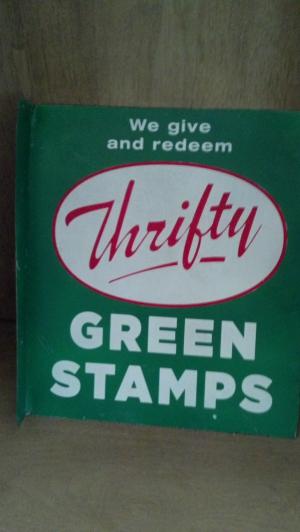 We give
and redeem
Thrifty
GREEN
STAMPS